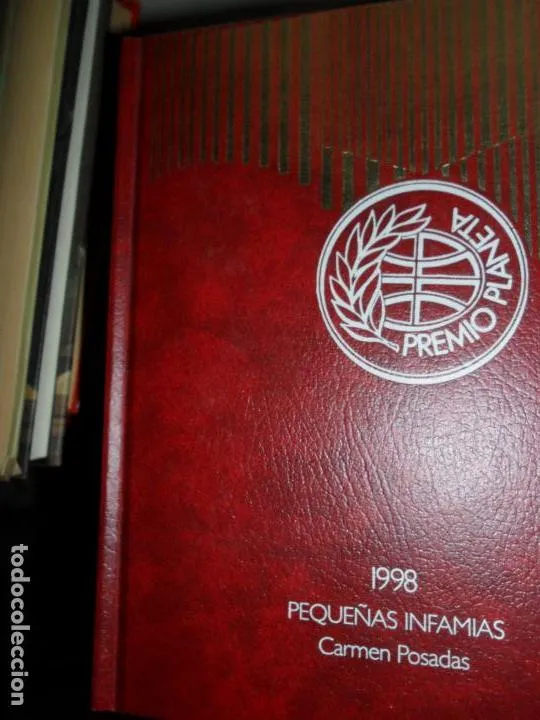 PREMIO PLANETA
1998
PEQUEÑAS INFAMIAS
Carmen Posadas
todocoleccion